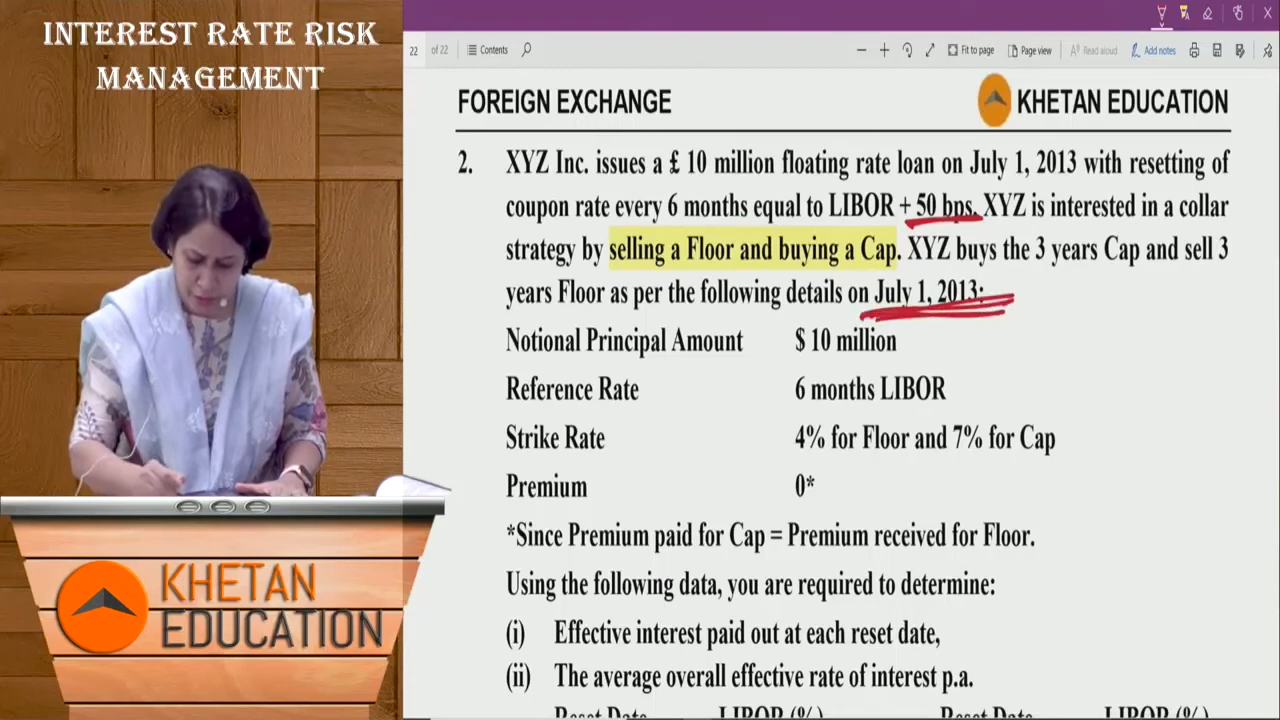 INTEREST RATE RISK
MANAGEMENT
22 of 22 Contents Fit to page Page view Read aloud Add notes
FOREIGN EXCHANGE
KHETAN EDUCATION
2. XYZ Inc. issues a £ 10 million floating rate loan on July 1, 2013 with resetting of
coupon rate every 6 months equal to LIBOR + 50 bps. XYZ is interested in a collar
strategy by selling a Floor and buying a Cap. XYZ buys the 3 years Cap and sell 3
years Floor as per the following details on July 1, 2013:
Notional Principal Amount $ 10 million
Reference Rate 6 months LIBOR
Strike Rate 4% for Floor and 7% for Cap
Premium 0*
*Since Premium paid for Cap = Premium received for Floor.
Using the following data, you are required to determine:
(i) Effective interest paid out at each reset date,
(ii) The average overall effective rate of interest p.a.
Reset Date LIBOR (%) Reset Date LIBOR (%)
KHETAN
EDUCATION